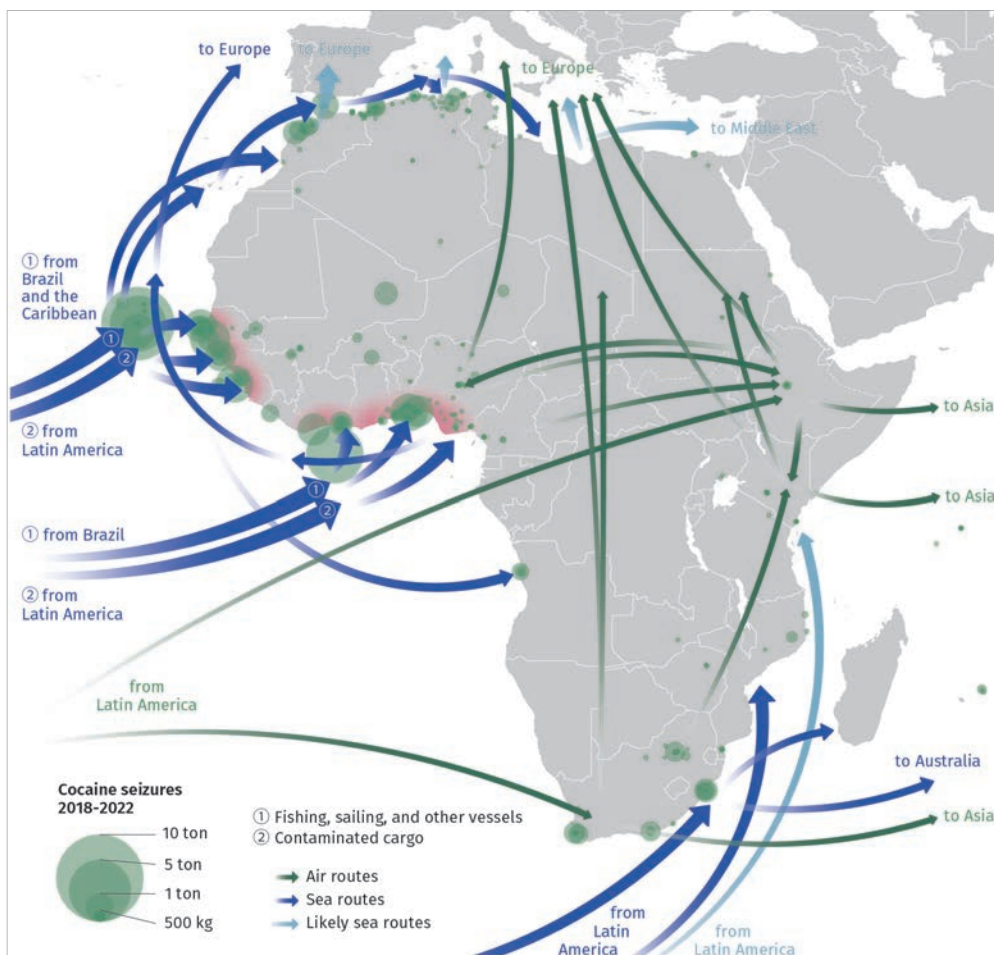 to Europe
to Europe
to Europe
to Middle East
① from
Brazil
and the
Caribbean
①
②
② from
Latin America
to Asia
①
②
① from Brazil
to Asia
② from
Latin America
from
Latin America
to Australia
to Asia
Cocaine seizures
2018-2022
10 ton
5 ton
1 ton
500 kg
① Fishing, sailing, and other vessels
② Contaminated cargo
Air routes
Sea routes
Likely sea routes
from
Latin
America
from
Latin America